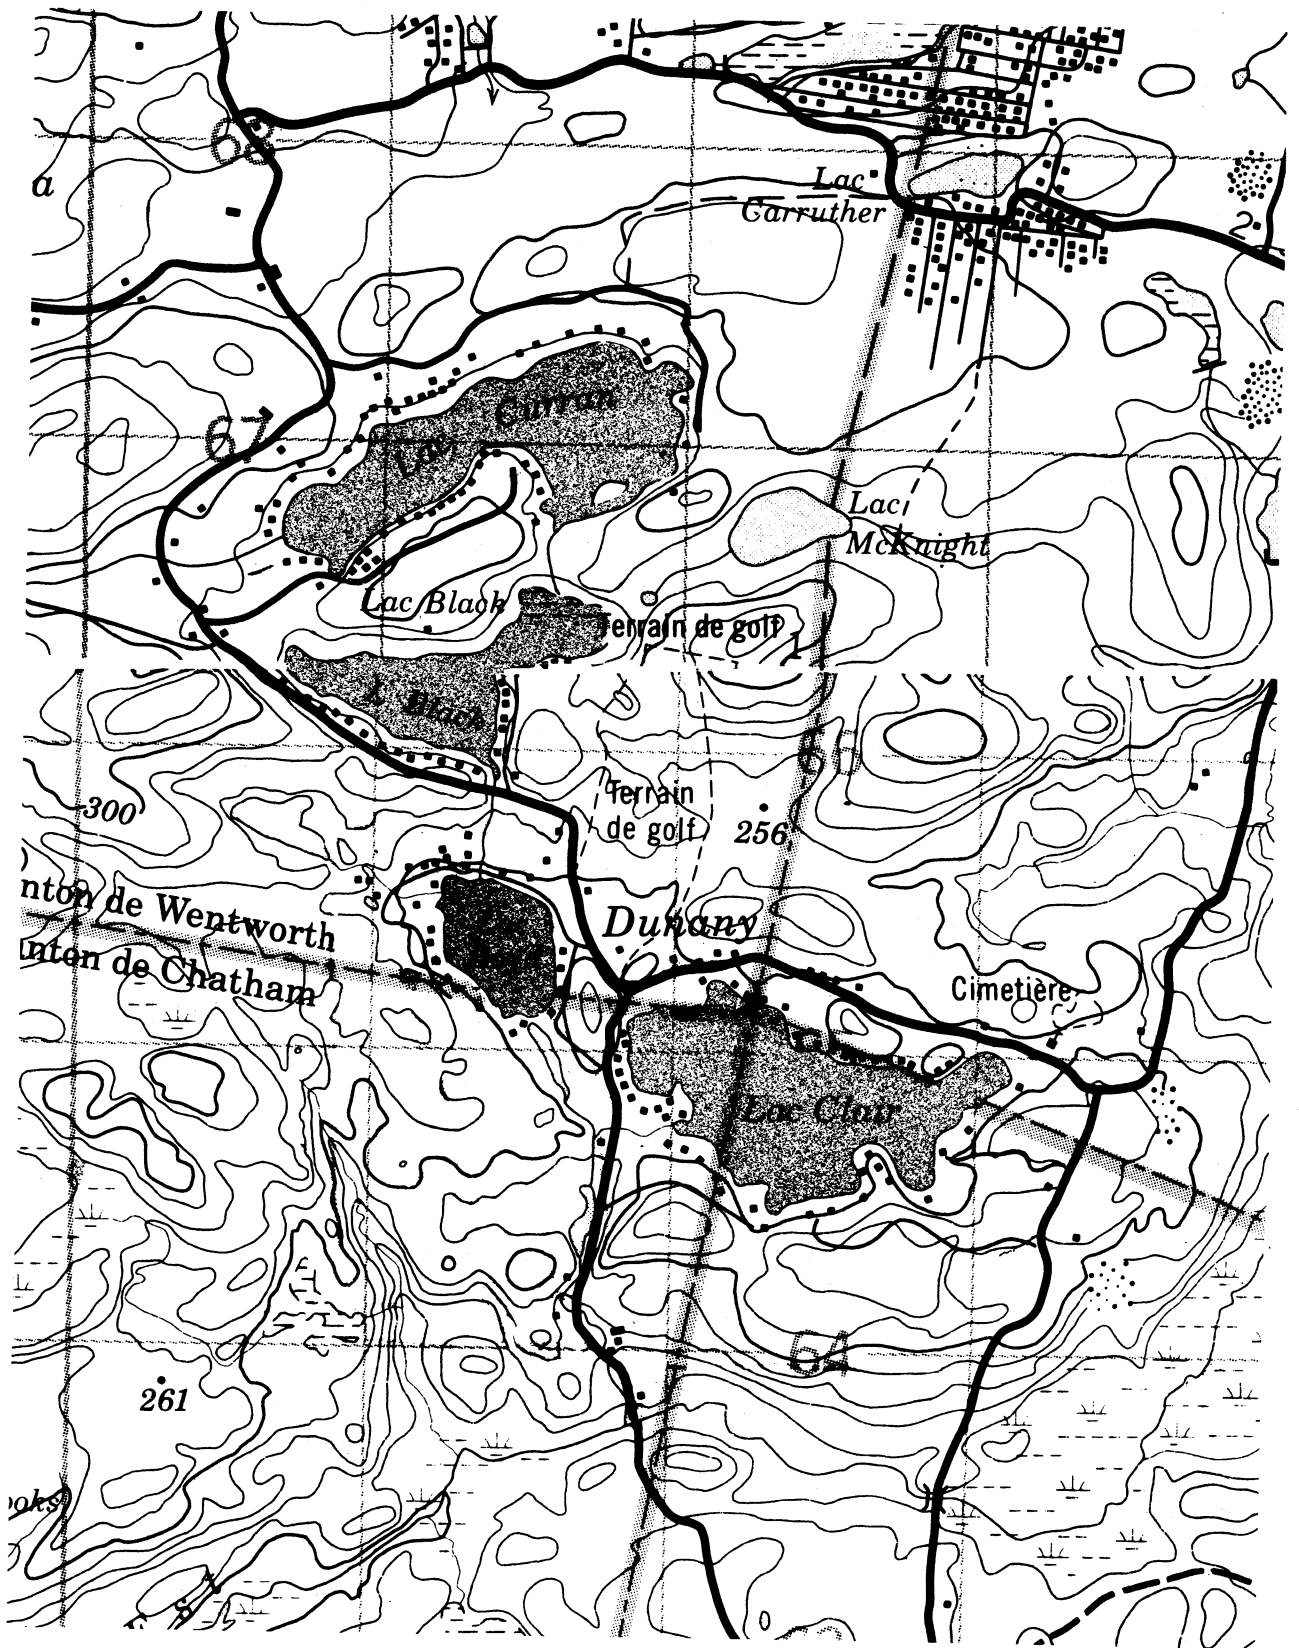 68
a
Lac
Carruther
2
67
Lac Curran
Lac
McKnight
Lac Black
Terrain de golf
1
L. Black
300
Terrain
de golf
256
nton de Wentworth
Dunany
nton de Chatham
Cimetière
Lac Clair
64
261
ooks